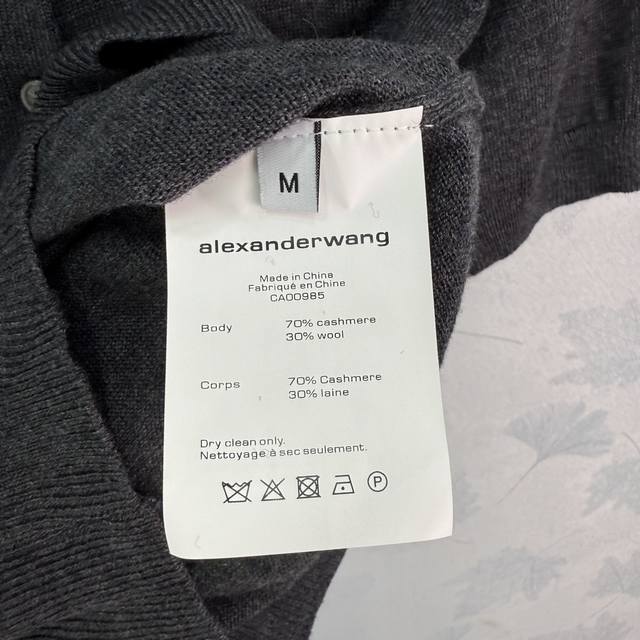 M
alexanderwang
Made in China
Fabriqué en Chine
CA00985
Body 70% cashmere
30% wool
Corps 70% Cashmere
30% laine
Dry clean only.
Nettoyage à sec seulement.
P